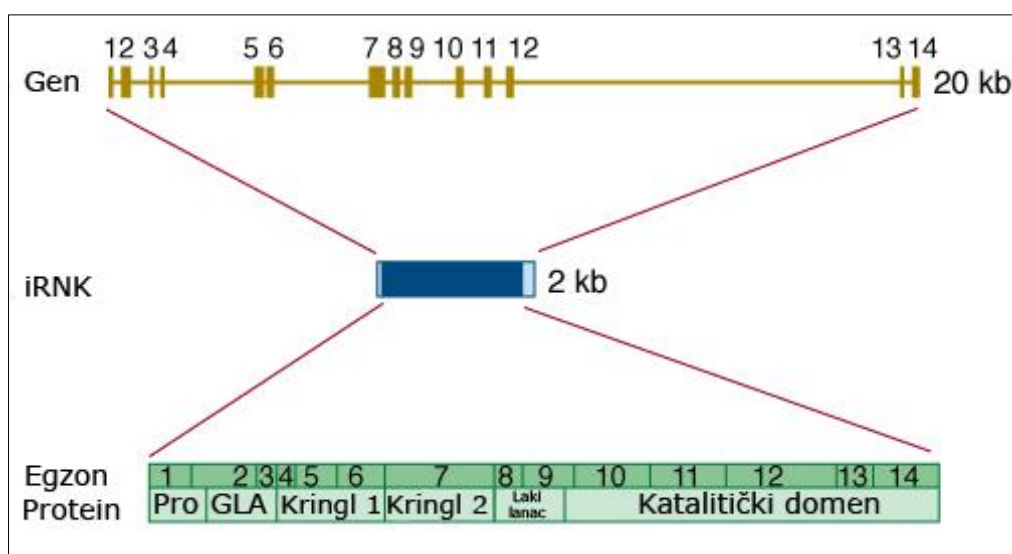 12 3 4 5 6 7 8 9 10 11 12 13 14
Gen 20 kb
iRNK 2 kb
Egzon 1 2 3 4 5 6 7 8 9 10 11 12 13 14
Protein Pro GLA Kringl 1 Kringl 2 Laki lanac Katalitički domen